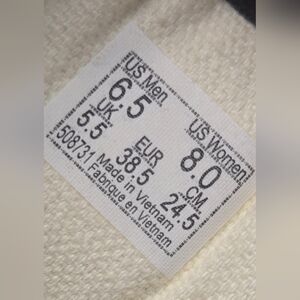 US Men US Women
6.5 8.0
UK EUR CM
5.5 38.5 24.5
508731 Made in Vietnam
Fabrique en Vietnam